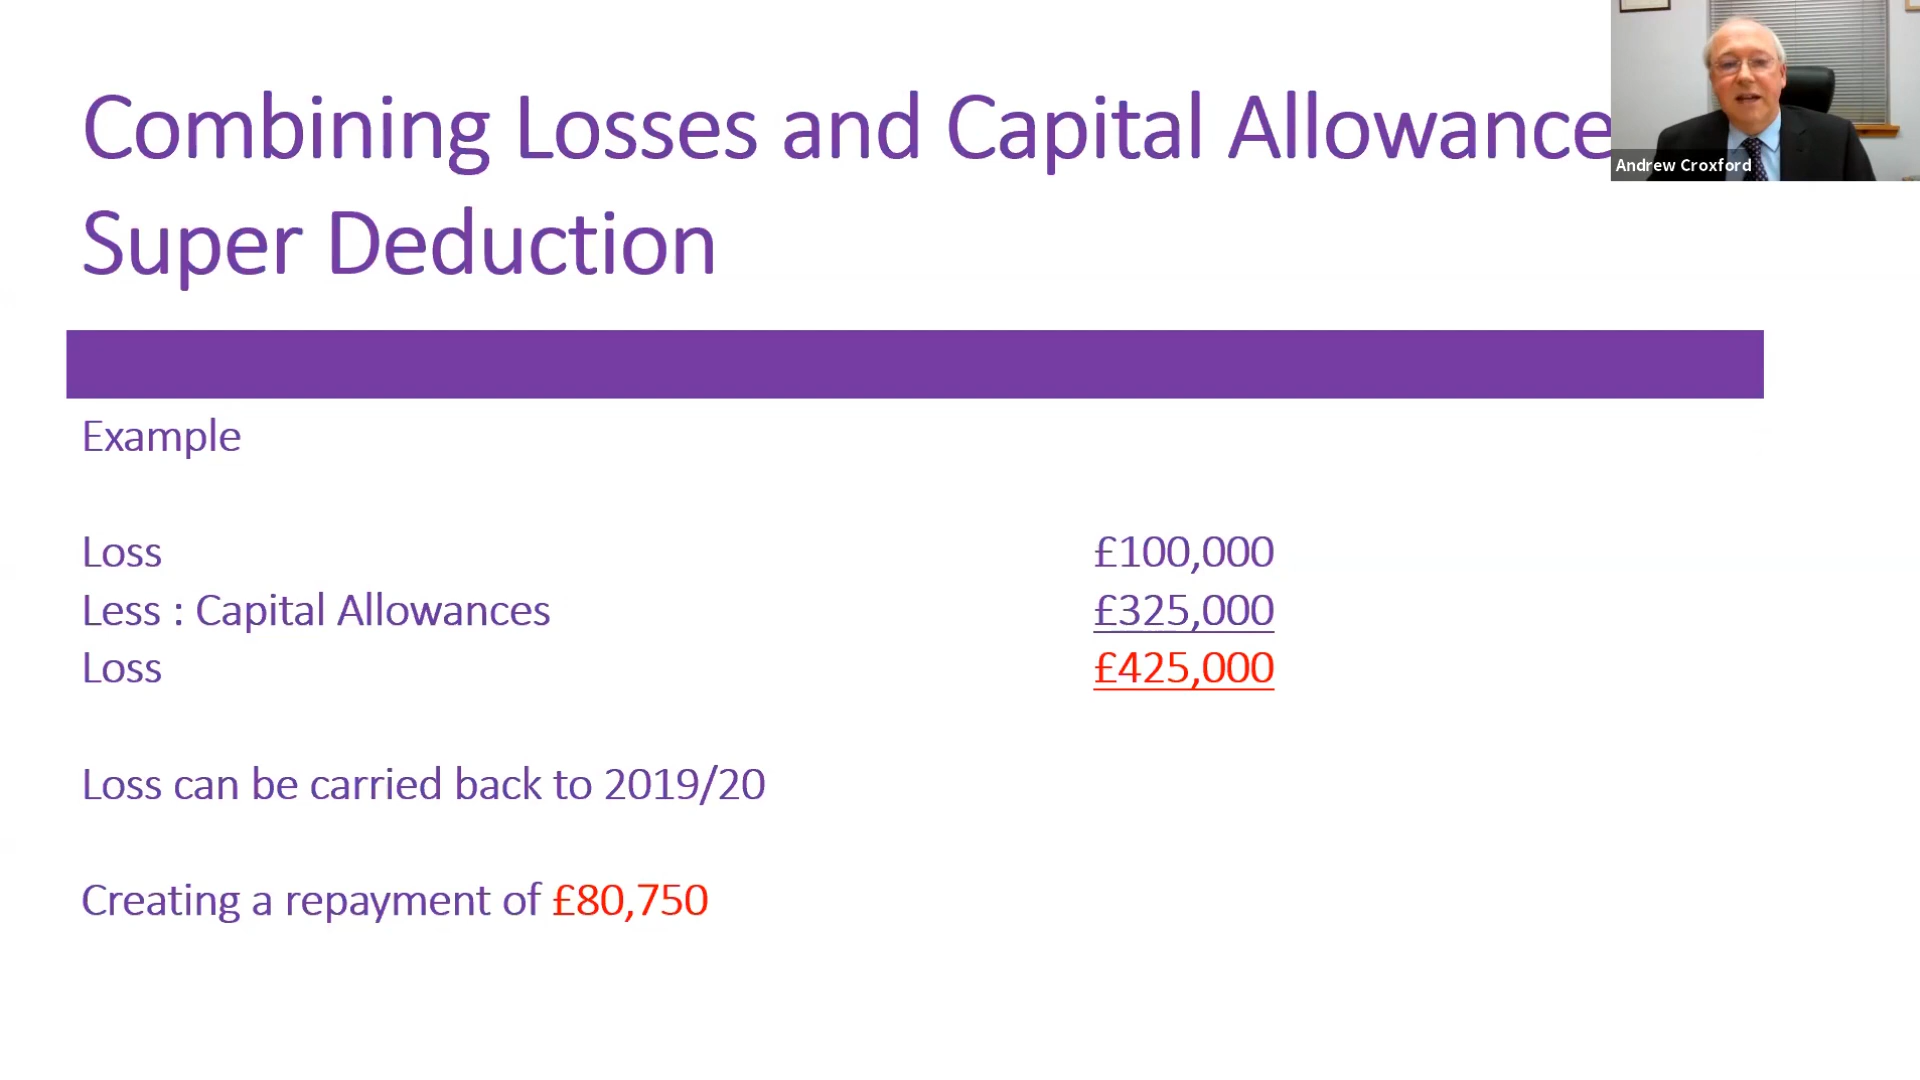 Combining Losses and Capital Allowance
Super Deduction
Andrew Croxford
Example
Loss £100,000
Less : Capital Allowances £325,000
Loss £425,000
Loss can be carried back to 2019/20
Creating a repayment of £80,750